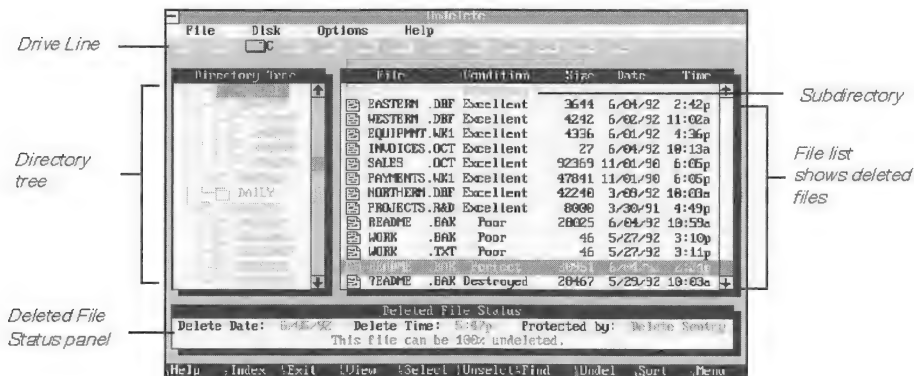 Undelete
File Disk Options Help
Drive Line
C
Directory Tree
File Condition Size Date Time
Subdirectory
EASTERN .DBF Excellent 3644 6/04/92 2:42p
WESTERN .DBF Excellent 4242 6/02/92 11:02a
EQUIPMNT.WK1 Excellent 4336 6/01/92 4:36p
INVOICES.OCT Excellent 27 6/04/92 10:13a
SALES .OCT Excellent 92369 11/01/90 6:05p
PAYMENTS.WK1 Excellent 47841 11/01/90 6:05p
NORTHERN.DBF Excellent 42240 3/09/92 10:03a
PROJECTS.R&D Excellent 8000 3/30/91 4:49p
README .BAK Poor 28025 6/04/92 10:59a
WORK .BAK Poor 46 5/27/92 3:10p
WORK .TXT Poor 46 5/27/92 3:11p
Perfect
?EADME .BAK Destroyed 20467 5/29/92 10:03a
Directory
tree
DAILY
File list
shows deleted
files
Deleted File
Status panel
Deleted File Status
Delete Date: Delete Time: 5:47p Protected by: Delete Sentry
This file can be 100% undeleted.
Help Index Exit View Select Unselect Find Undel Sort Menu